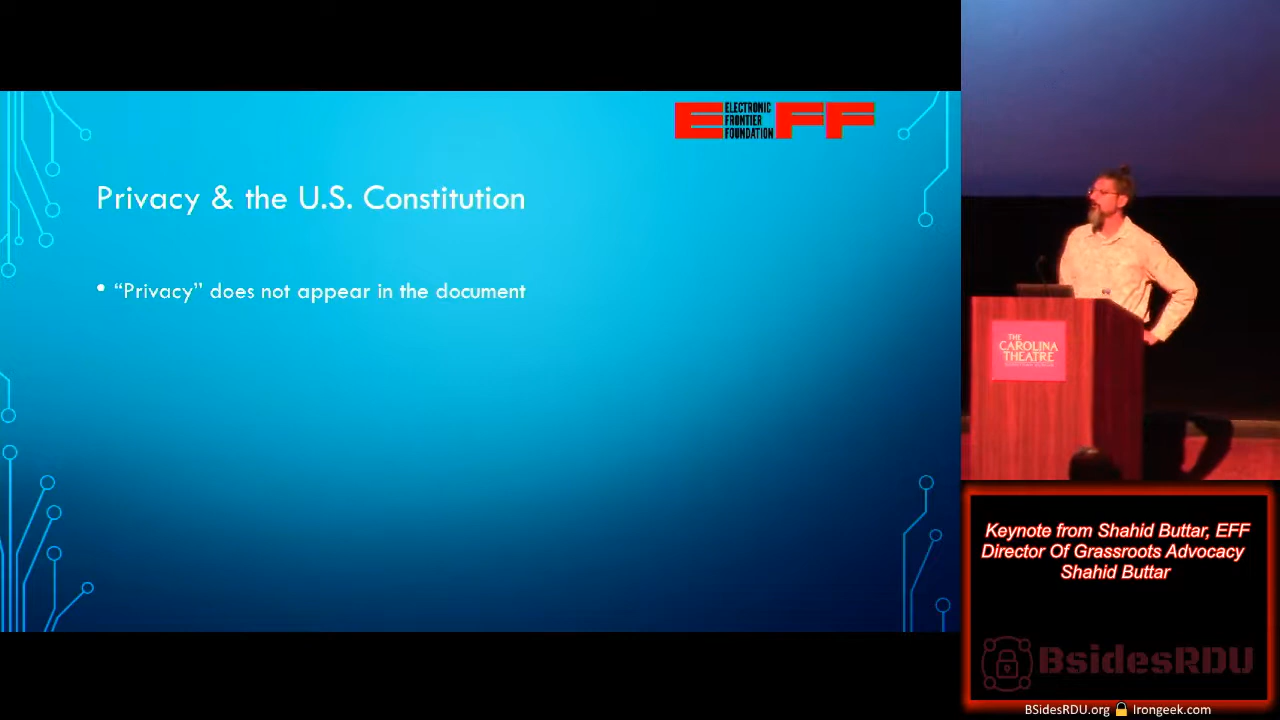 ELECTRONIC
FRONTIER
FOUNDATION
EFF
Privacy & the U.S. Constitution
• “Privacy” does not appear in the document
THE
CAROLINA
THEATRE
Keynote from Shahid Buttar, EFF
Director Of Grassroots Advocacy
Shahid Buttar
BsidesRDU
BSidesRDU.org 🔒 Irongeek.com